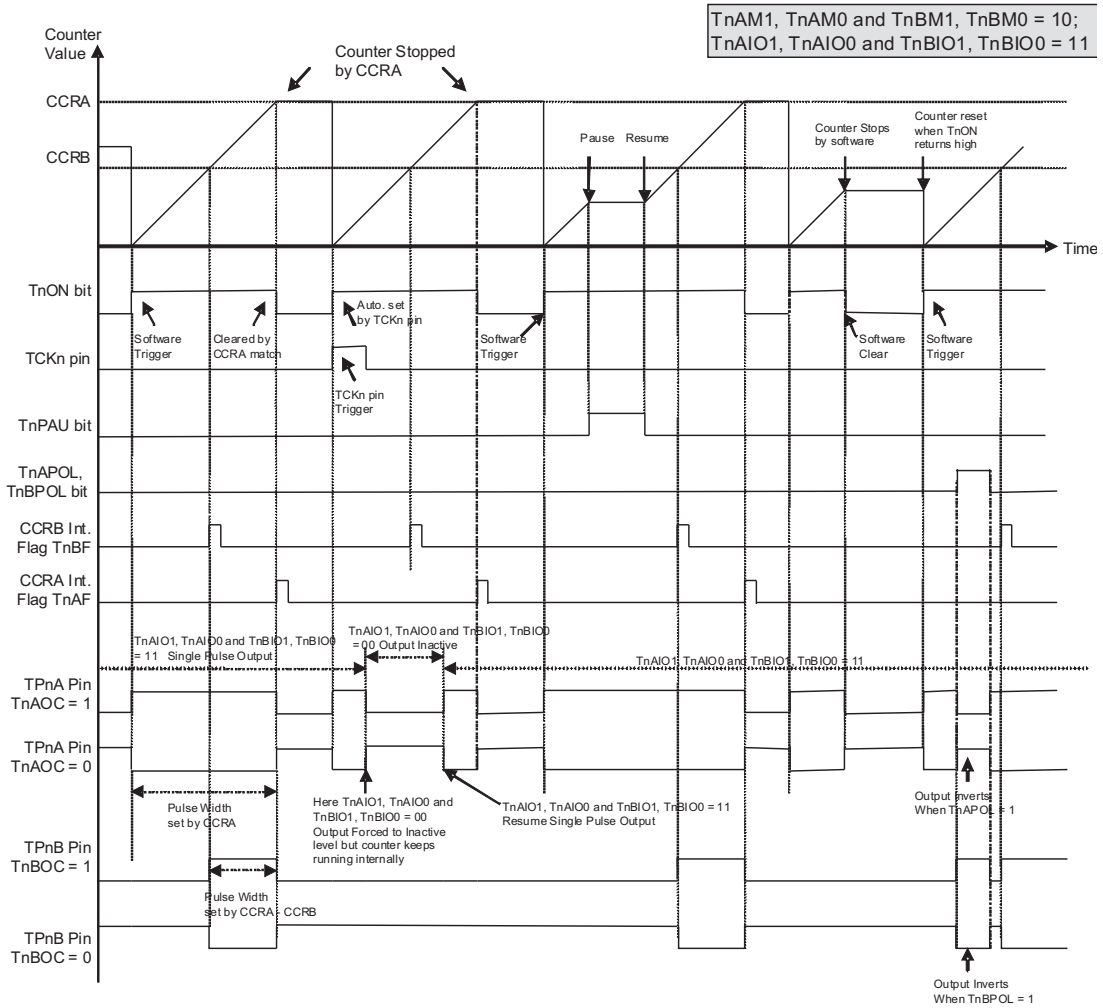 TnAM1, TnAM0 and TnBM1, TnBM0 = 10;
TnAIO1, TnAIO0 and TnBIO1, TnBIO0 = 11
Counter
Value
Counter Stopped
by CCRA
CCRA
CCRB
Pause
Resume
Counter Stops
by software
Counter reset
when TnON
returns high
Time
TnON bit
Software
Trigger
Cleared by
CCRA match
Auto. set
by TCKn pin
Software
Trigger
Software
Clear
Software
Trigger
TCKn pin
TCKn pin
Trigger
TnPAU bit
TnAPOL,
TnBPOL bit
CCRB Int.
Flag TnBF
CCRA Int.
Flag TnAF
TnAIO1, TnAIO0 and TnBIO1, TnBIO0
= 11 Single Pulse Output
TnAIO1, TnAIO0 and TnBIO1, TnBIO0
= 00 Output Inactive
TnAIO1, TnAIO0 and TnBIO1, TnBIO0 = 11
TPnA Pin
TnAOC = 1
TPnA Pin
TnAOC = 0
Pulse Width
set by CCRA
Here TnAIO1, TnAIO0 and
TnBIO1, TnBIO0 = 00
Output Forced to Inactive
level but counter keeps
running internally
TnAIO1, TnAIO0 and TnBIO1, TnBIO0 = 11
Resume Single Pulse Output
Output Inverts
When TnAPOL = 1
TPnB Pin
TnBOC = 1
Pulse Width
set by CCRA - CCRB
TPnB Pin
TnBOC = 0
Output Inverts
When TnBPOL = 1